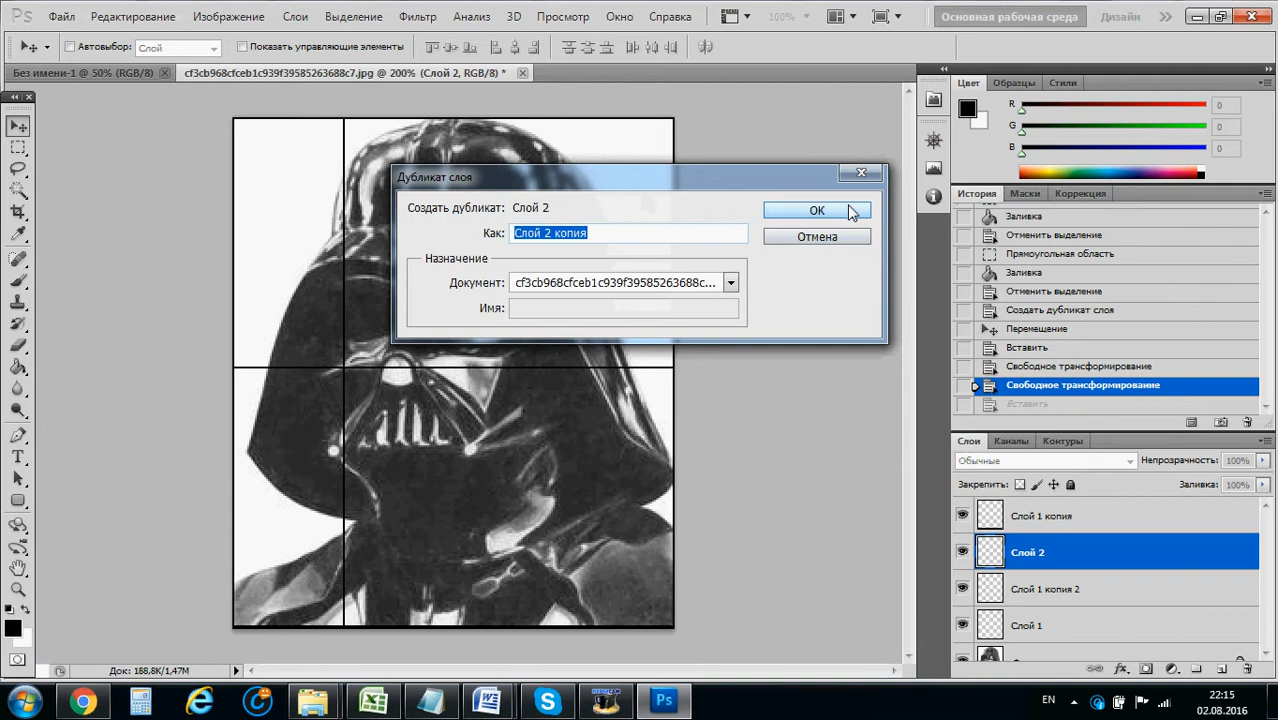 Ps Файл Редактирование Изображение Слои Выделение Фильтр Анализ 3D Просмотр Окно Справка 100% Основная рабочая среда Дизайн
Автовыбор: Слой Показать управляющие элементы
Без имени-1 @ 50% (RGB/8) cf3cb968cfceb1c939f39585263688c7.jpg @ 200% (Слой 2, RGB/8) *
Цвет Образцы Стили
R 0
G 0
B 0
Дубликат слоя
Создать дубликат: Слой 2
Как: Слой 2 копия
Назначение
Документ: cf3cb968cfceb1c939f39585263688c...
Имя:
OK
Отмена
История Маски Коррекция
Заливка
Отменить выделение
Прямоугольная область
Заливка
Отменить выделение
Создать дубликат слоя
Перемещение
Вставить
Свободное трансформирование
Свободное трансформирование
Вставить
Слои Каналы Контуры
Обычные Непрозрачность: 100%
Закрепить: Заливка: 100%
Слой 1 копия
Слой 2
Слой 1 копия 2
Слой 1
100% Док: 188,8K/1,47M
EN 22:15
02.08.2016